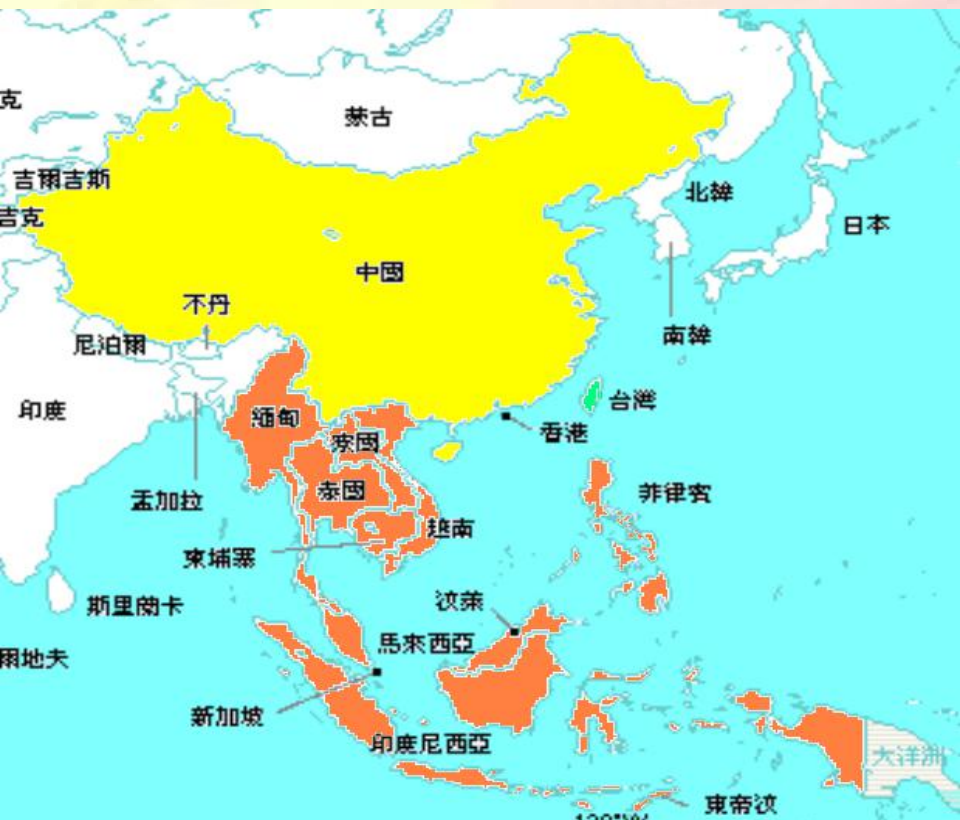 克
蒙古
吉爾吉斯
北韓
吉克
日本
中國
不丹
南韓
尼泊爾
台灣
印度
緬甸
香港
寮國
泰國
菲律賓
孟加拉
越南
柬埔寨
汶萊
斯里蘭卡
馬來西亞
爾地夫
新加坡
印度尼西亞
大洋洲
東帝汶